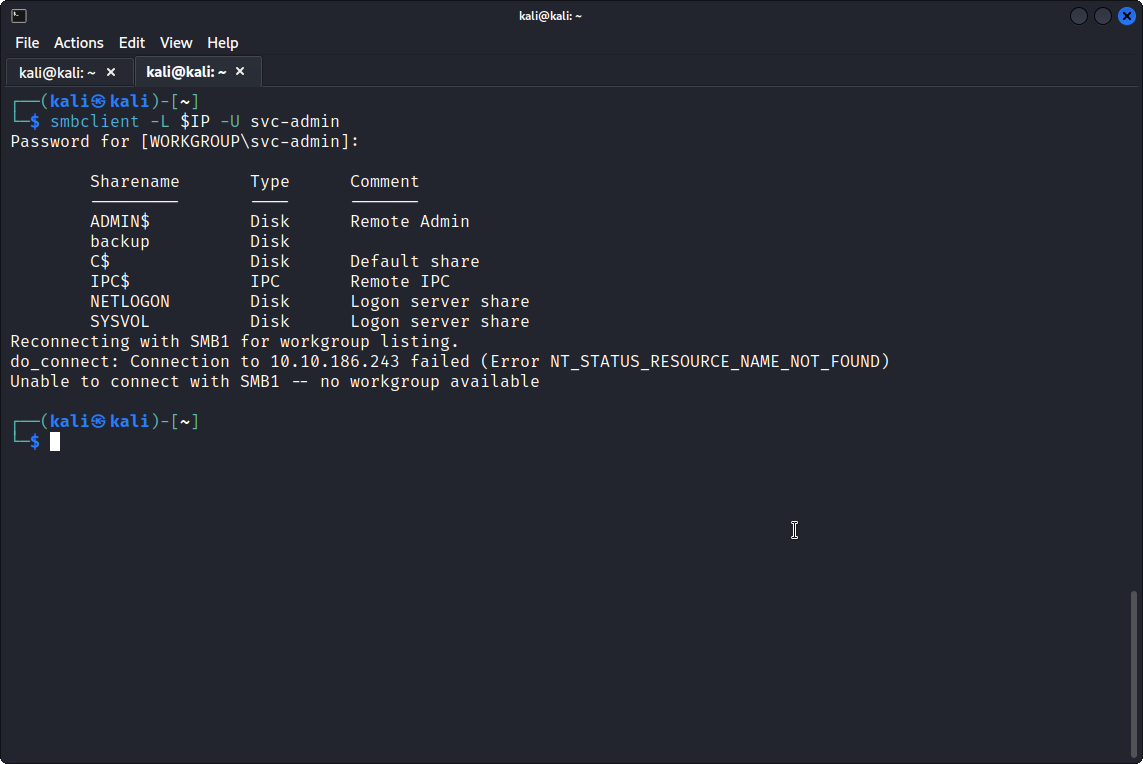 kali@kali: ~
File Actions Edit View Help
kali@kali: ~ × kali@kali: ~ ×
┌──(kali㉿kali)-[~]
└─$ smbclient -L $IP -U svc-admin
Password for [WORKGROUP\svc-admin]:
Sharename Type Comment
--------- ---- -------
ADMIN$ Disk Remote Admin
backup Disk
C$ Disk Default share
IPC$ IPC Remote IPC
NETLOGON Disk Logon server share
SYSVOL Disk Logon server share
Reconnecting with SMB1 for workgroup listing.
do_connect: Connection to 10.10.186.243 failed (Error NT_STATUS_RESOURCE_NAME_NOT_FOUND)
Unable to connect with SMB1 -- no workgroup available
┌──(kali㉿kali)-[~]
└─$